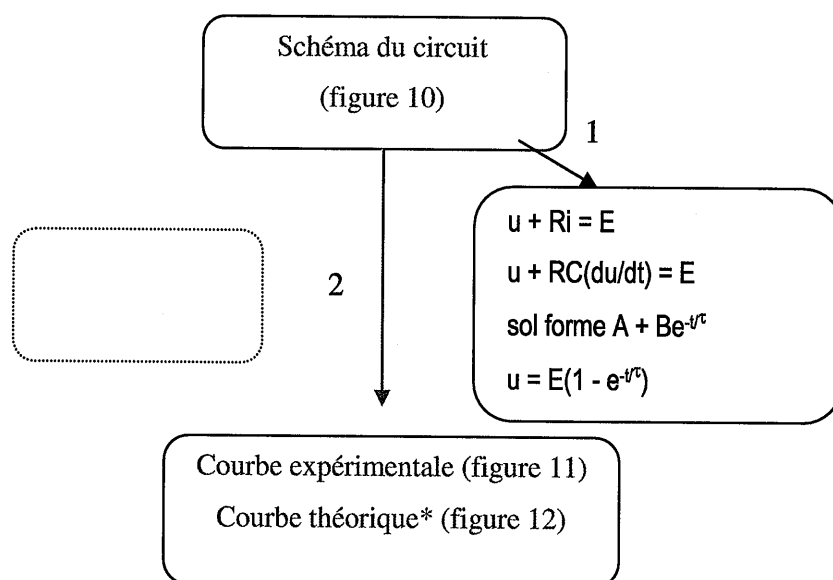 Schéma du circuit
(figure 10)
1
2
u + Ri = E
u + RC(du/dt) = E
sol forme A + Be^-t/τ
u = E(1 - e^-t/τ)
Courbe expérimentale (figure 11)
Courbe théorique* (figure 12)